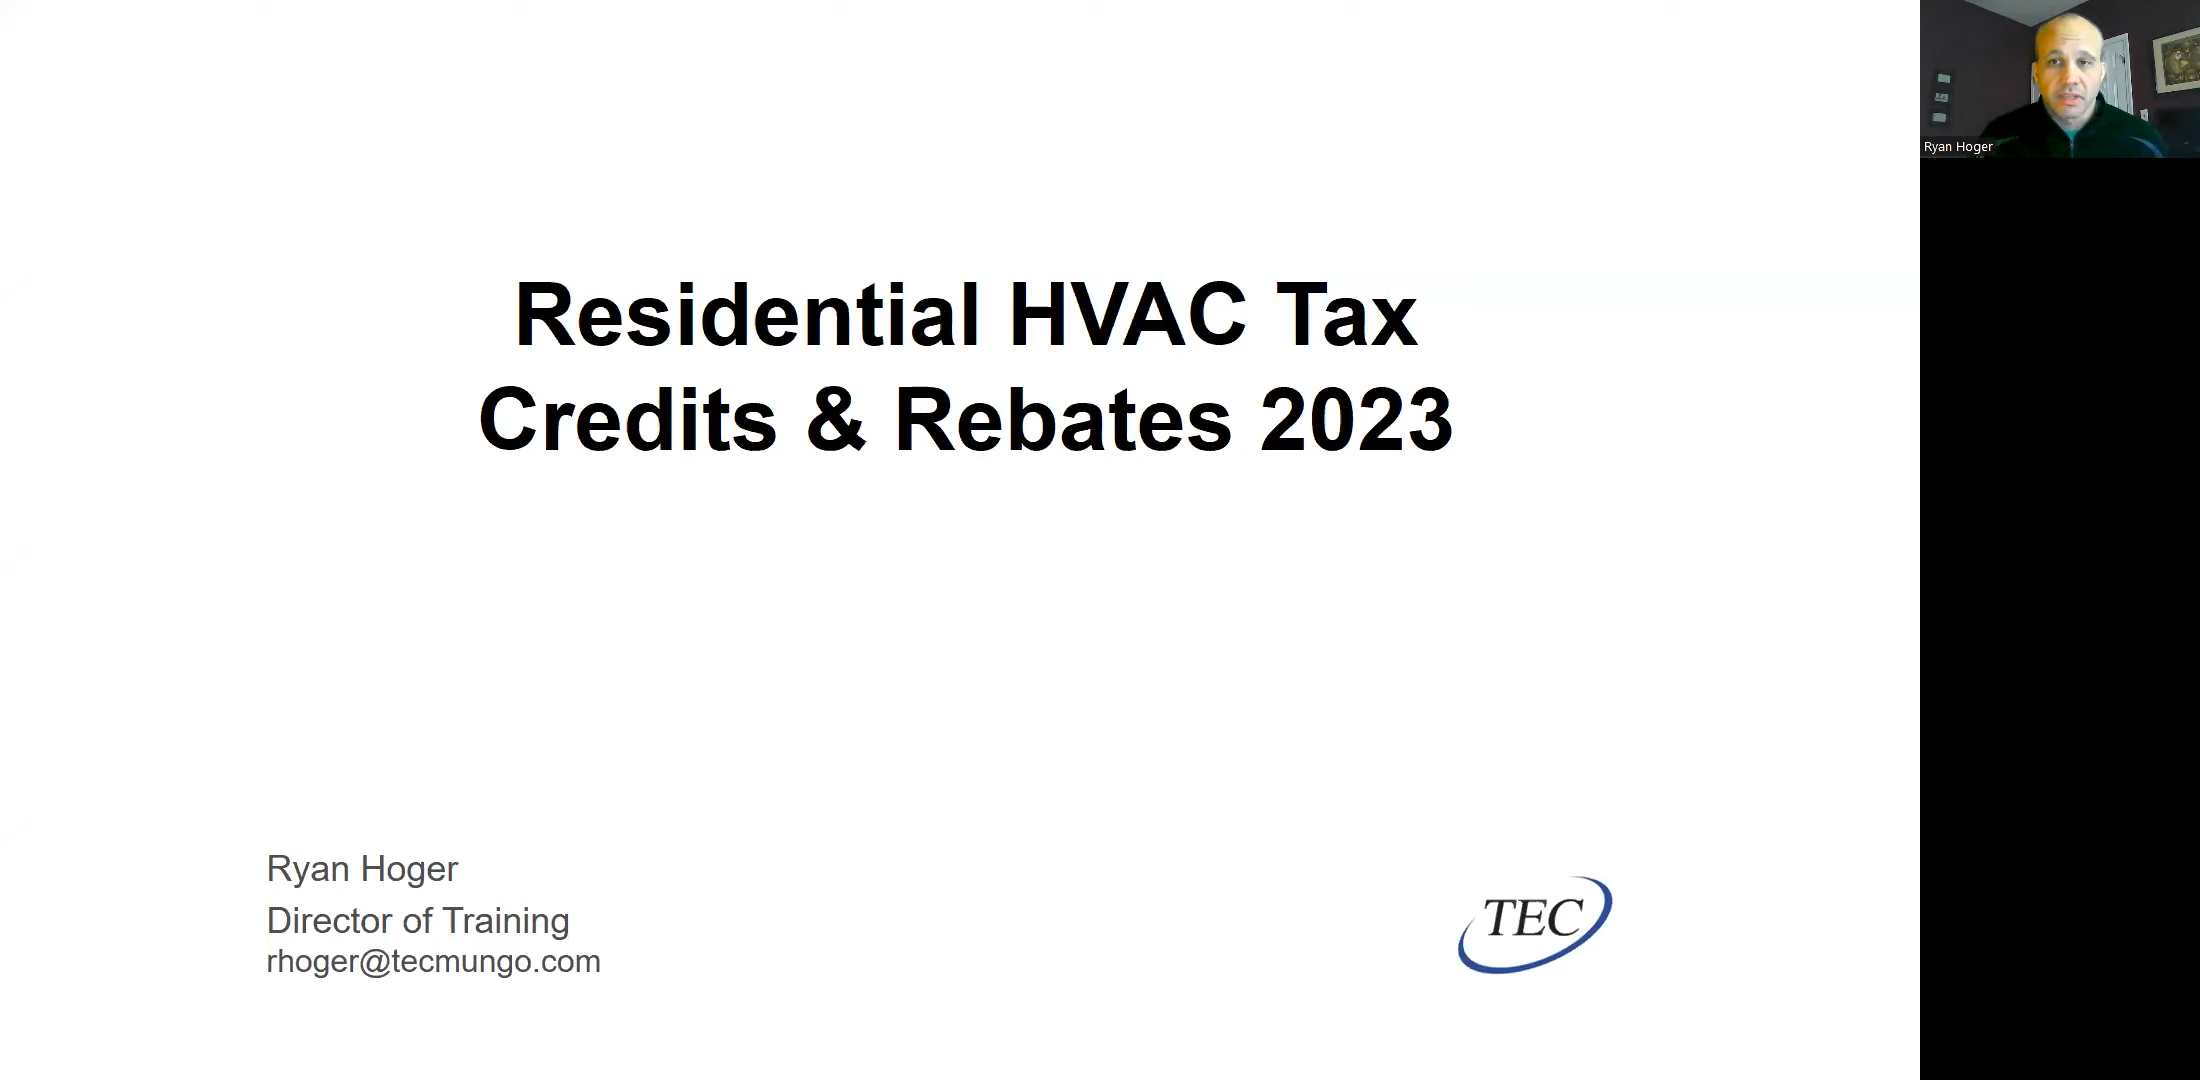 Residential HVAC Tax
Credits & Rebates 2023
Ryan Hoger
Director of Training
rhoger@tecmungo.com
TEC
Ryan Hoger